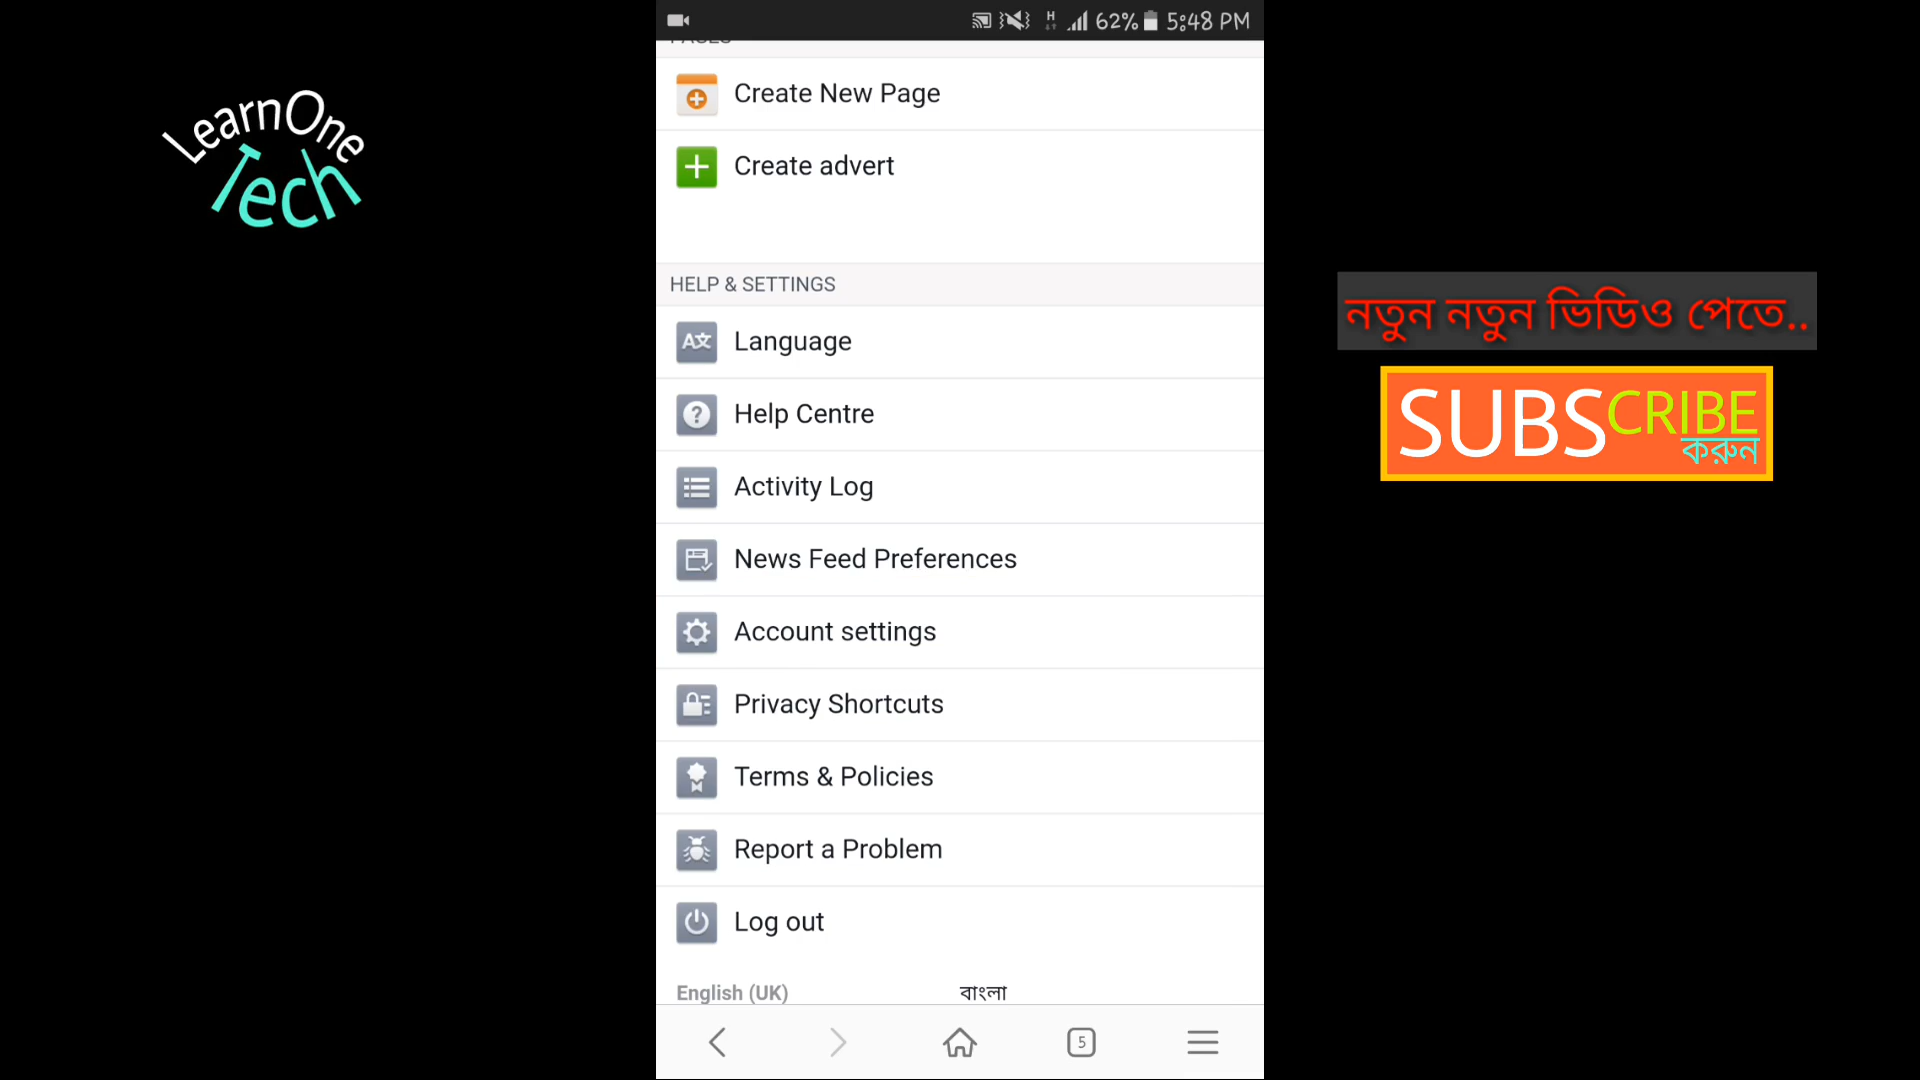 LearnOne
Tech
H
62%
5:48 PM
Create New Page
Create advert
HELP & SETTINGS
Language
Help Centre
Activity Log
News Feed Preferences
Account settings
Privacy Shortcuts
Terms & Policies
Report a Problem
Log out
English (UK)
বাংলা
5
নতুন নতুন ভিডিও পেতে..
SUBSCRIBE
করুন